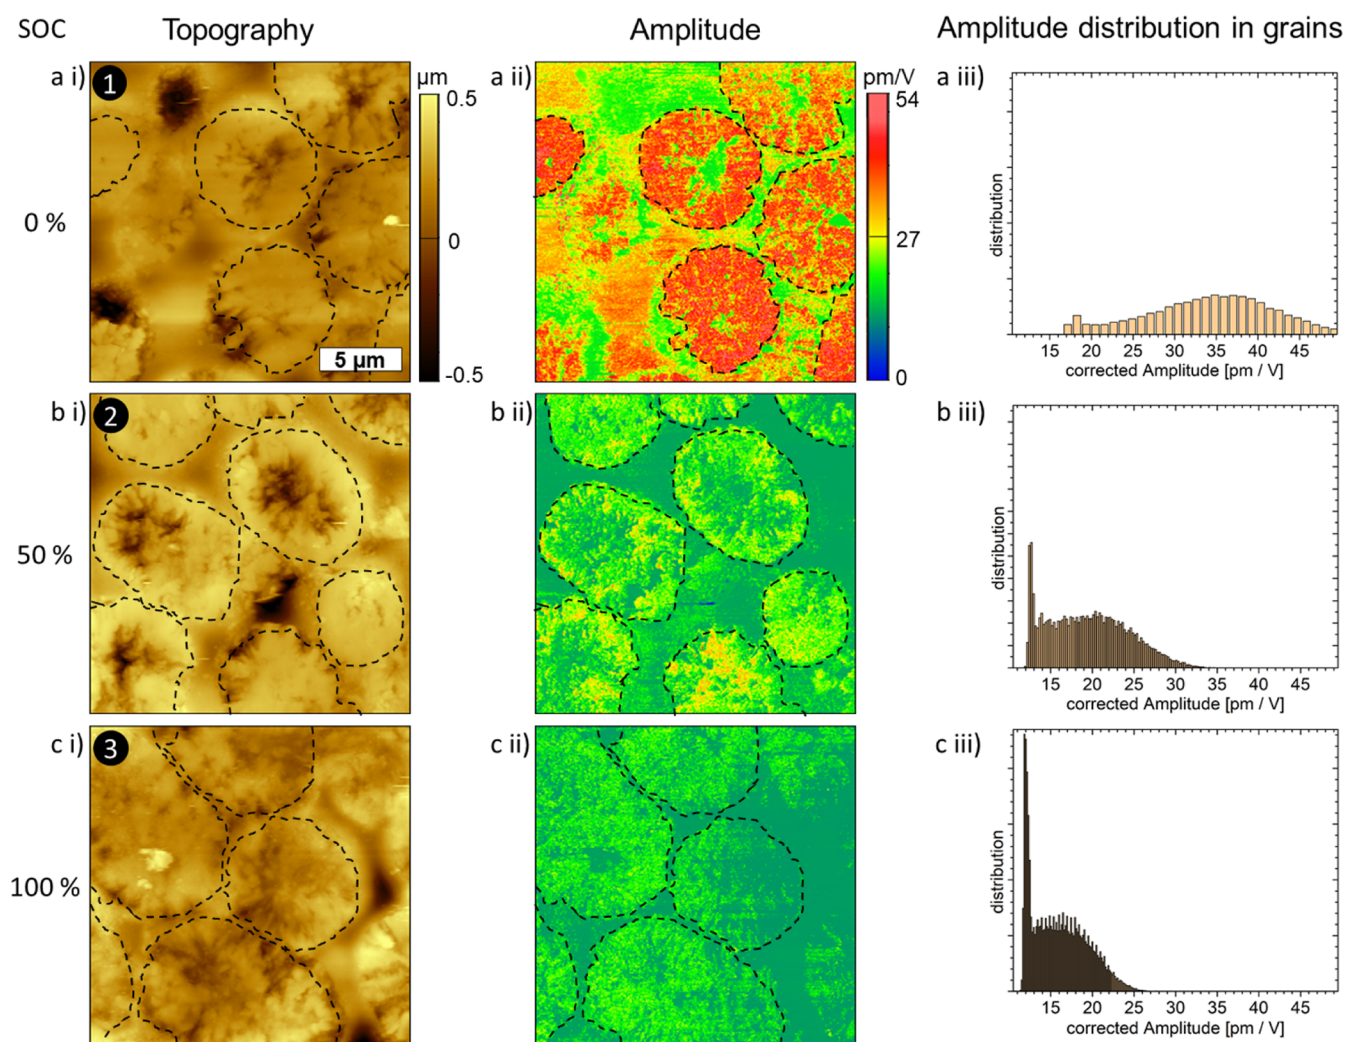 SOC Topography Amplitude Amplitude distribution in grains
a i) 1 µm a ii) pm/V a iii)
0.5 54
0 % 0 27 distribution
5 µm -0.5 0
15 20 25 30 35 40 45
corrected Amplitude [pm / V]
b i) 2 b ii) b iii)
50 % distribution
15 20 25 30 35 40 45
corrected Amplitude [pm / V]
c i) 3 c ii) c iii)
100 % distribution
15 20 25 30 35 40 45
corrected Amplitude [pm / V]